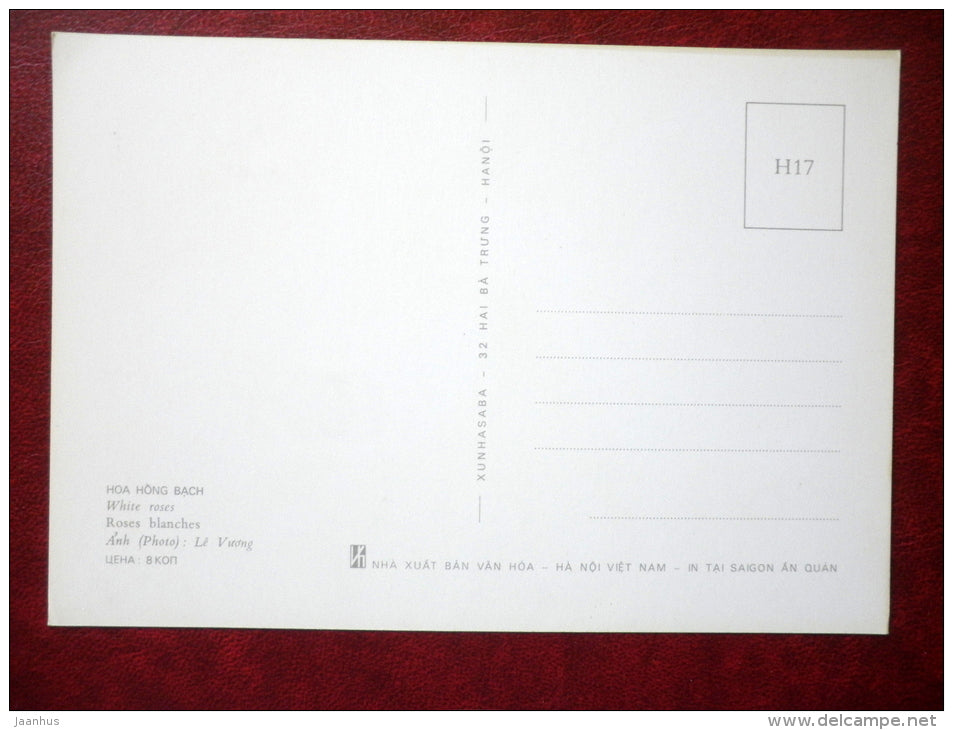 H17
XUNHASABA – 32 HAI BÀ TRƯNG – HANỘI
HOA HỒNG BẠCH
White roses
Roses blanches
Ảnh (Photo) : Lê Vượng
ЦЕНА : 8 КОП
NHÀ XUẤT BẢN VĂN HÓA – HÀ NỘI VIỆT NAM – IN TẠI SAIGON ẤN QUÁN
jaanhus
www.delcampe.net